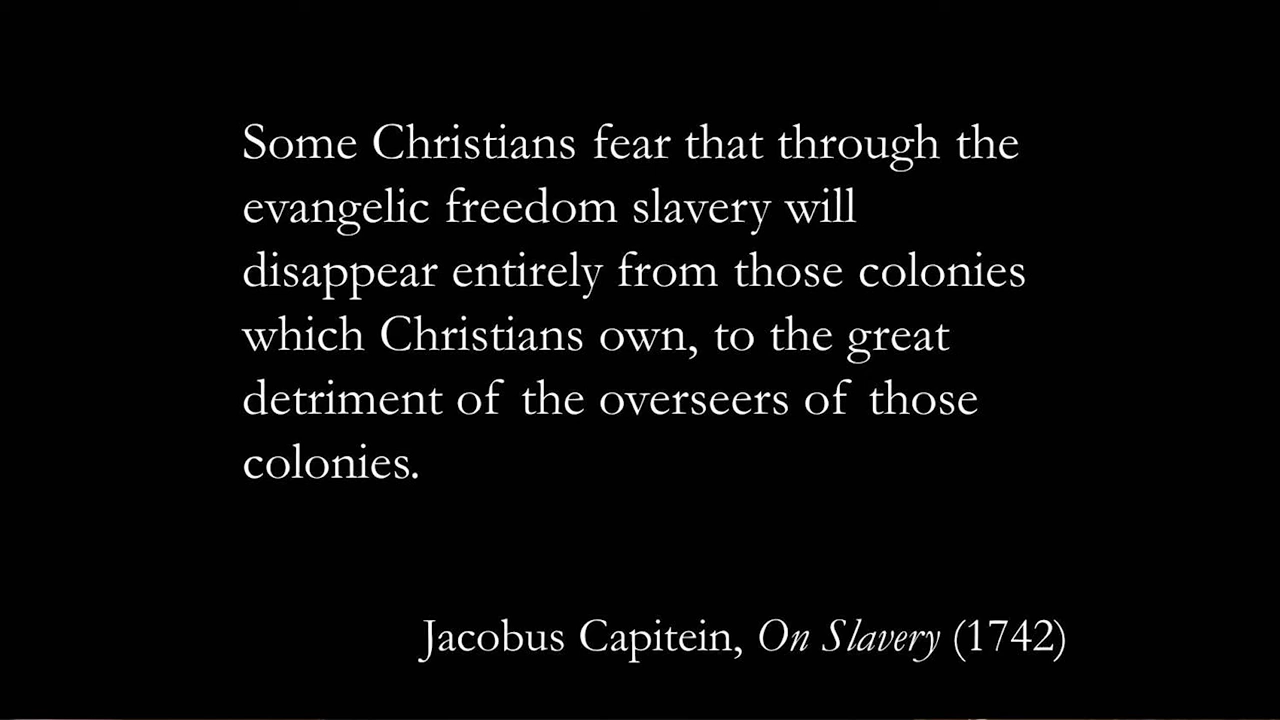 Some Christians fear that through the
evangelic freedom slavery will
disappear entirely from those colonies
which Christians own, to the great
detriment of the overseers of those
colonies.
Jacobus Capitein, On Slavery (1742)